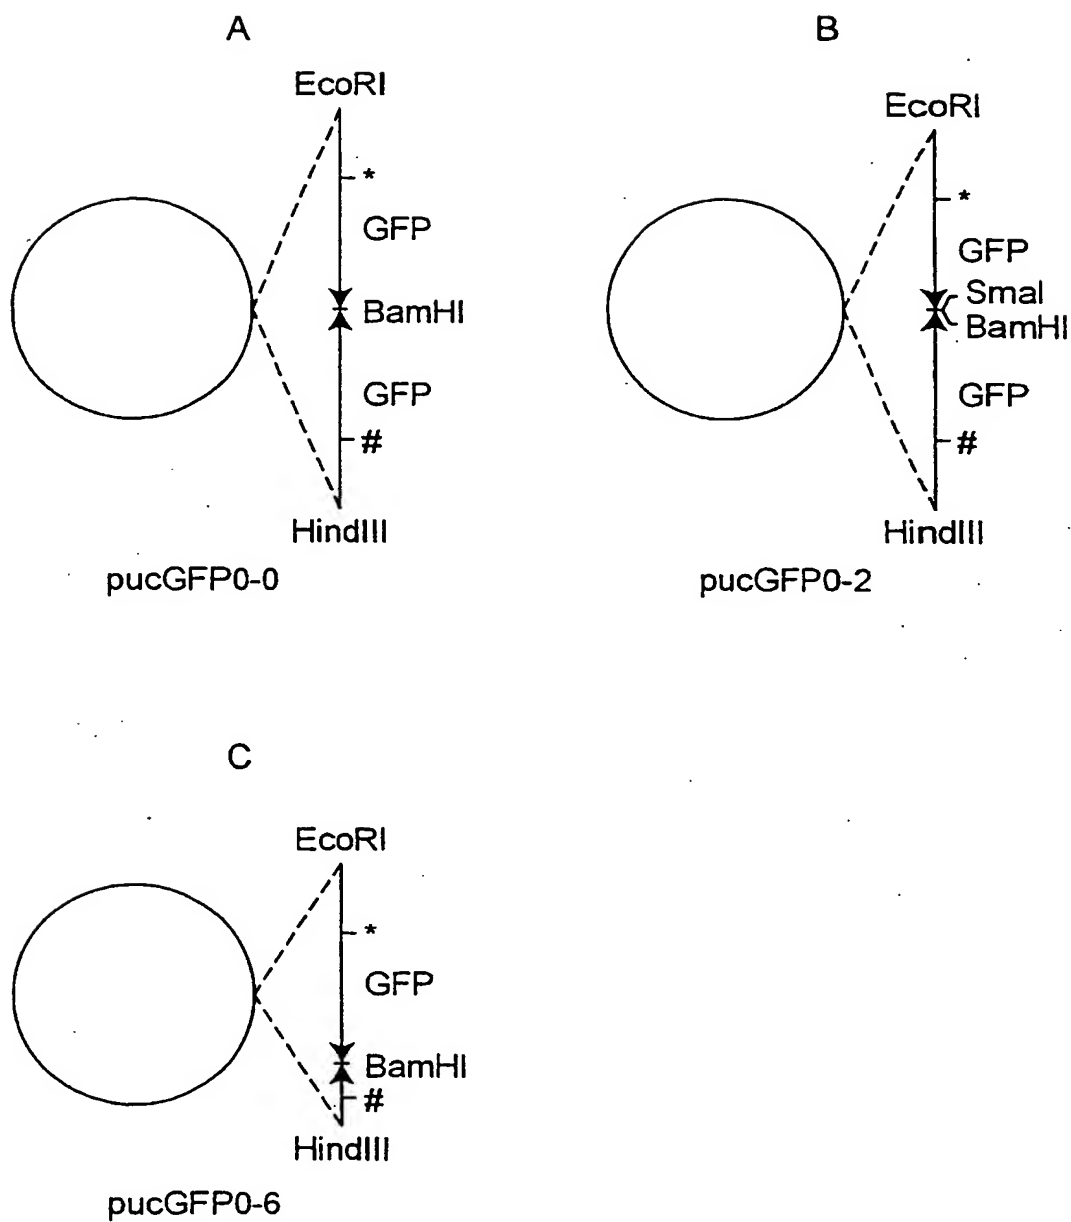 A
EcoRI
*
GFP
BamHI
GFP
#
HindIII
pucGFP0-0
B
EcoRI
*
GFP
SmaI
BamHI
GFP
#
HindIII
pucGFP0-2
C
EcoRI
*
GFP
BamHI
#
HindIII
pucGFP0-6